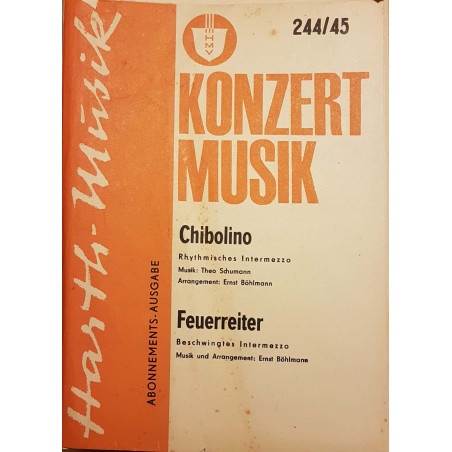 Harth-Musik
ABONNEMENTS-AUSGABE
HMV
244/45
KONZERT
MUSIK
Chibolino
Rhythmisches Intermezzo
Musik: Theo Schumann
Arrangement: Ernst Böhlmann
Feuerreiter
Beschwingtes Intermezzo
Musik und Arrangement: Ernst Böhlmann